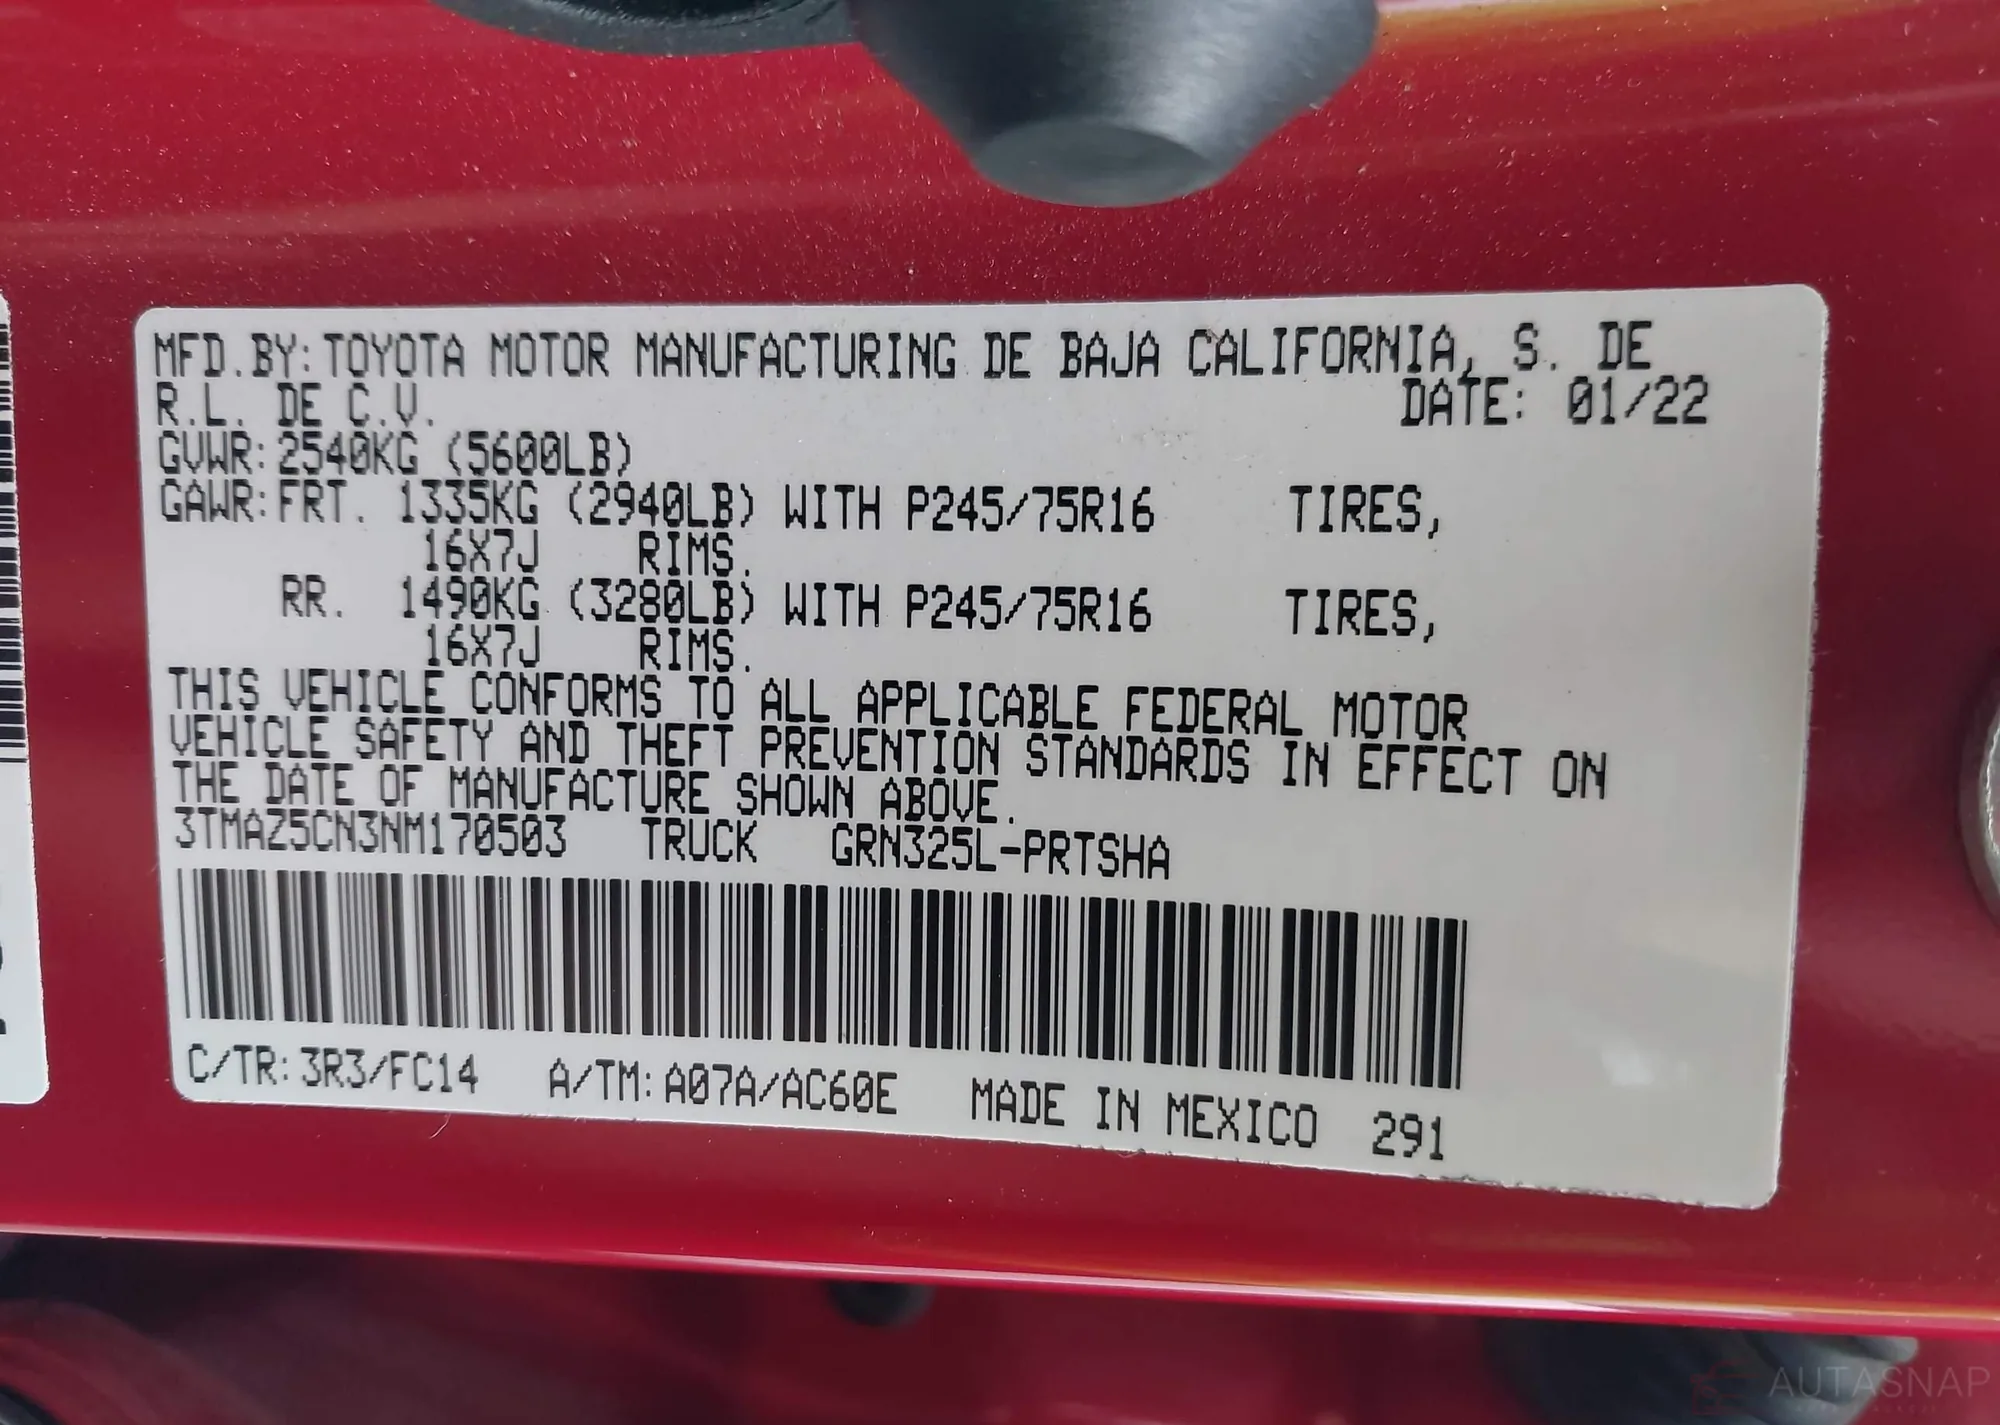 MFD.BY:TOYOTA MOTOR MANUFACTURING DE BAJA CALIFORNIA, S. DE
R.L. DE C.V. DATE: 01/22
GVWR:2540KG (5600LB)
GAWR:FRT. 1335KG (2940LB) WITH P245/75R16 TIRES,
16X7J RIMS.
RR. 1490KG (3280LB) WITH P245/75R16 TIRES,
16X7J RIMS.
THIS VEHICLE CONFORMS TO ALL APPLICABLE FEDERAL MOTOR
VEHICLE SAFETY AND THEFT PREVENTION STANDARDS IN EFFECT ON
THE DATE OF MANUFACTURE SHOWN ABOVE.
3TMAZ5CN3NM170503 TRUCK GRN325L-PRTSHA
C/TR:3R3/FC14 A/TM:A07A/AC60E MADE IN MEXICO 291
AUTASNAP